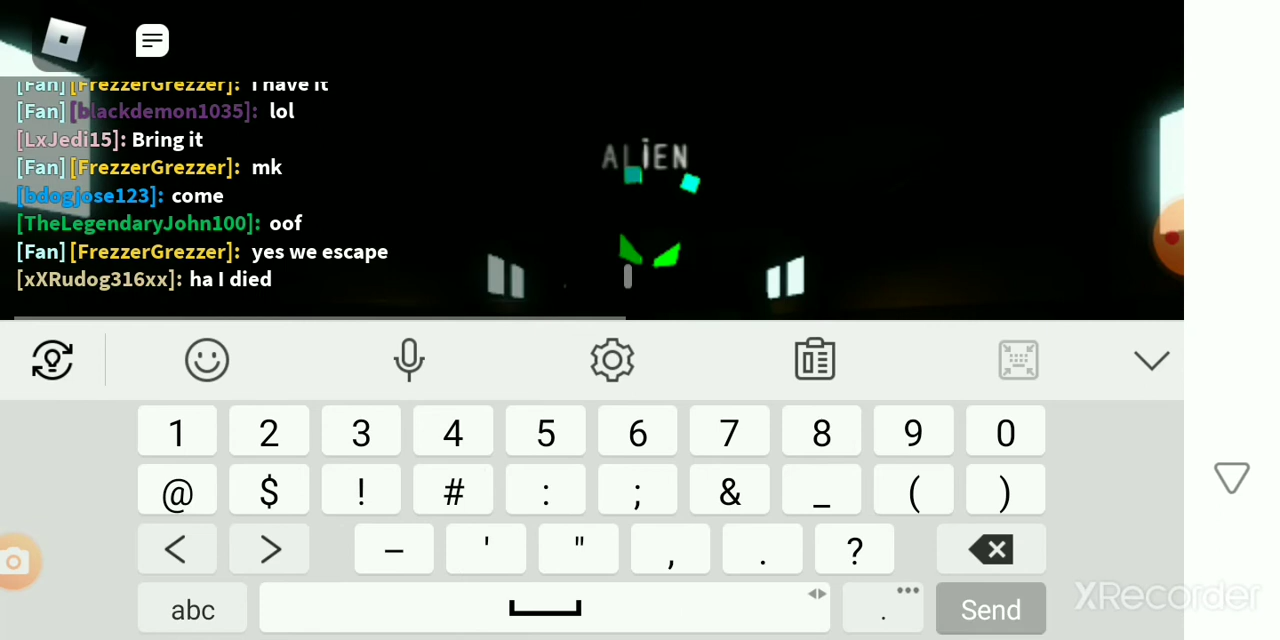 [Fan] [FrezzerGrezzer]: I have it
[Fan] [blackdemon1035]: lol
[LxJedi15]: Bring it
[Fan] [FrezzerGrezzer]: mk
[bdogjose123]: come
[TheLegendaryJohn100]: oof
[Fan] [FrezzerGrezzer]: yes we escape
[xXRudog316xx]: ha I died
ALiEN
1 2 3 4 5 6 7 8 9 0
@ $ ! # : ; & _ ( )
< > – ' " , . ?
abc . Send
XRecorder